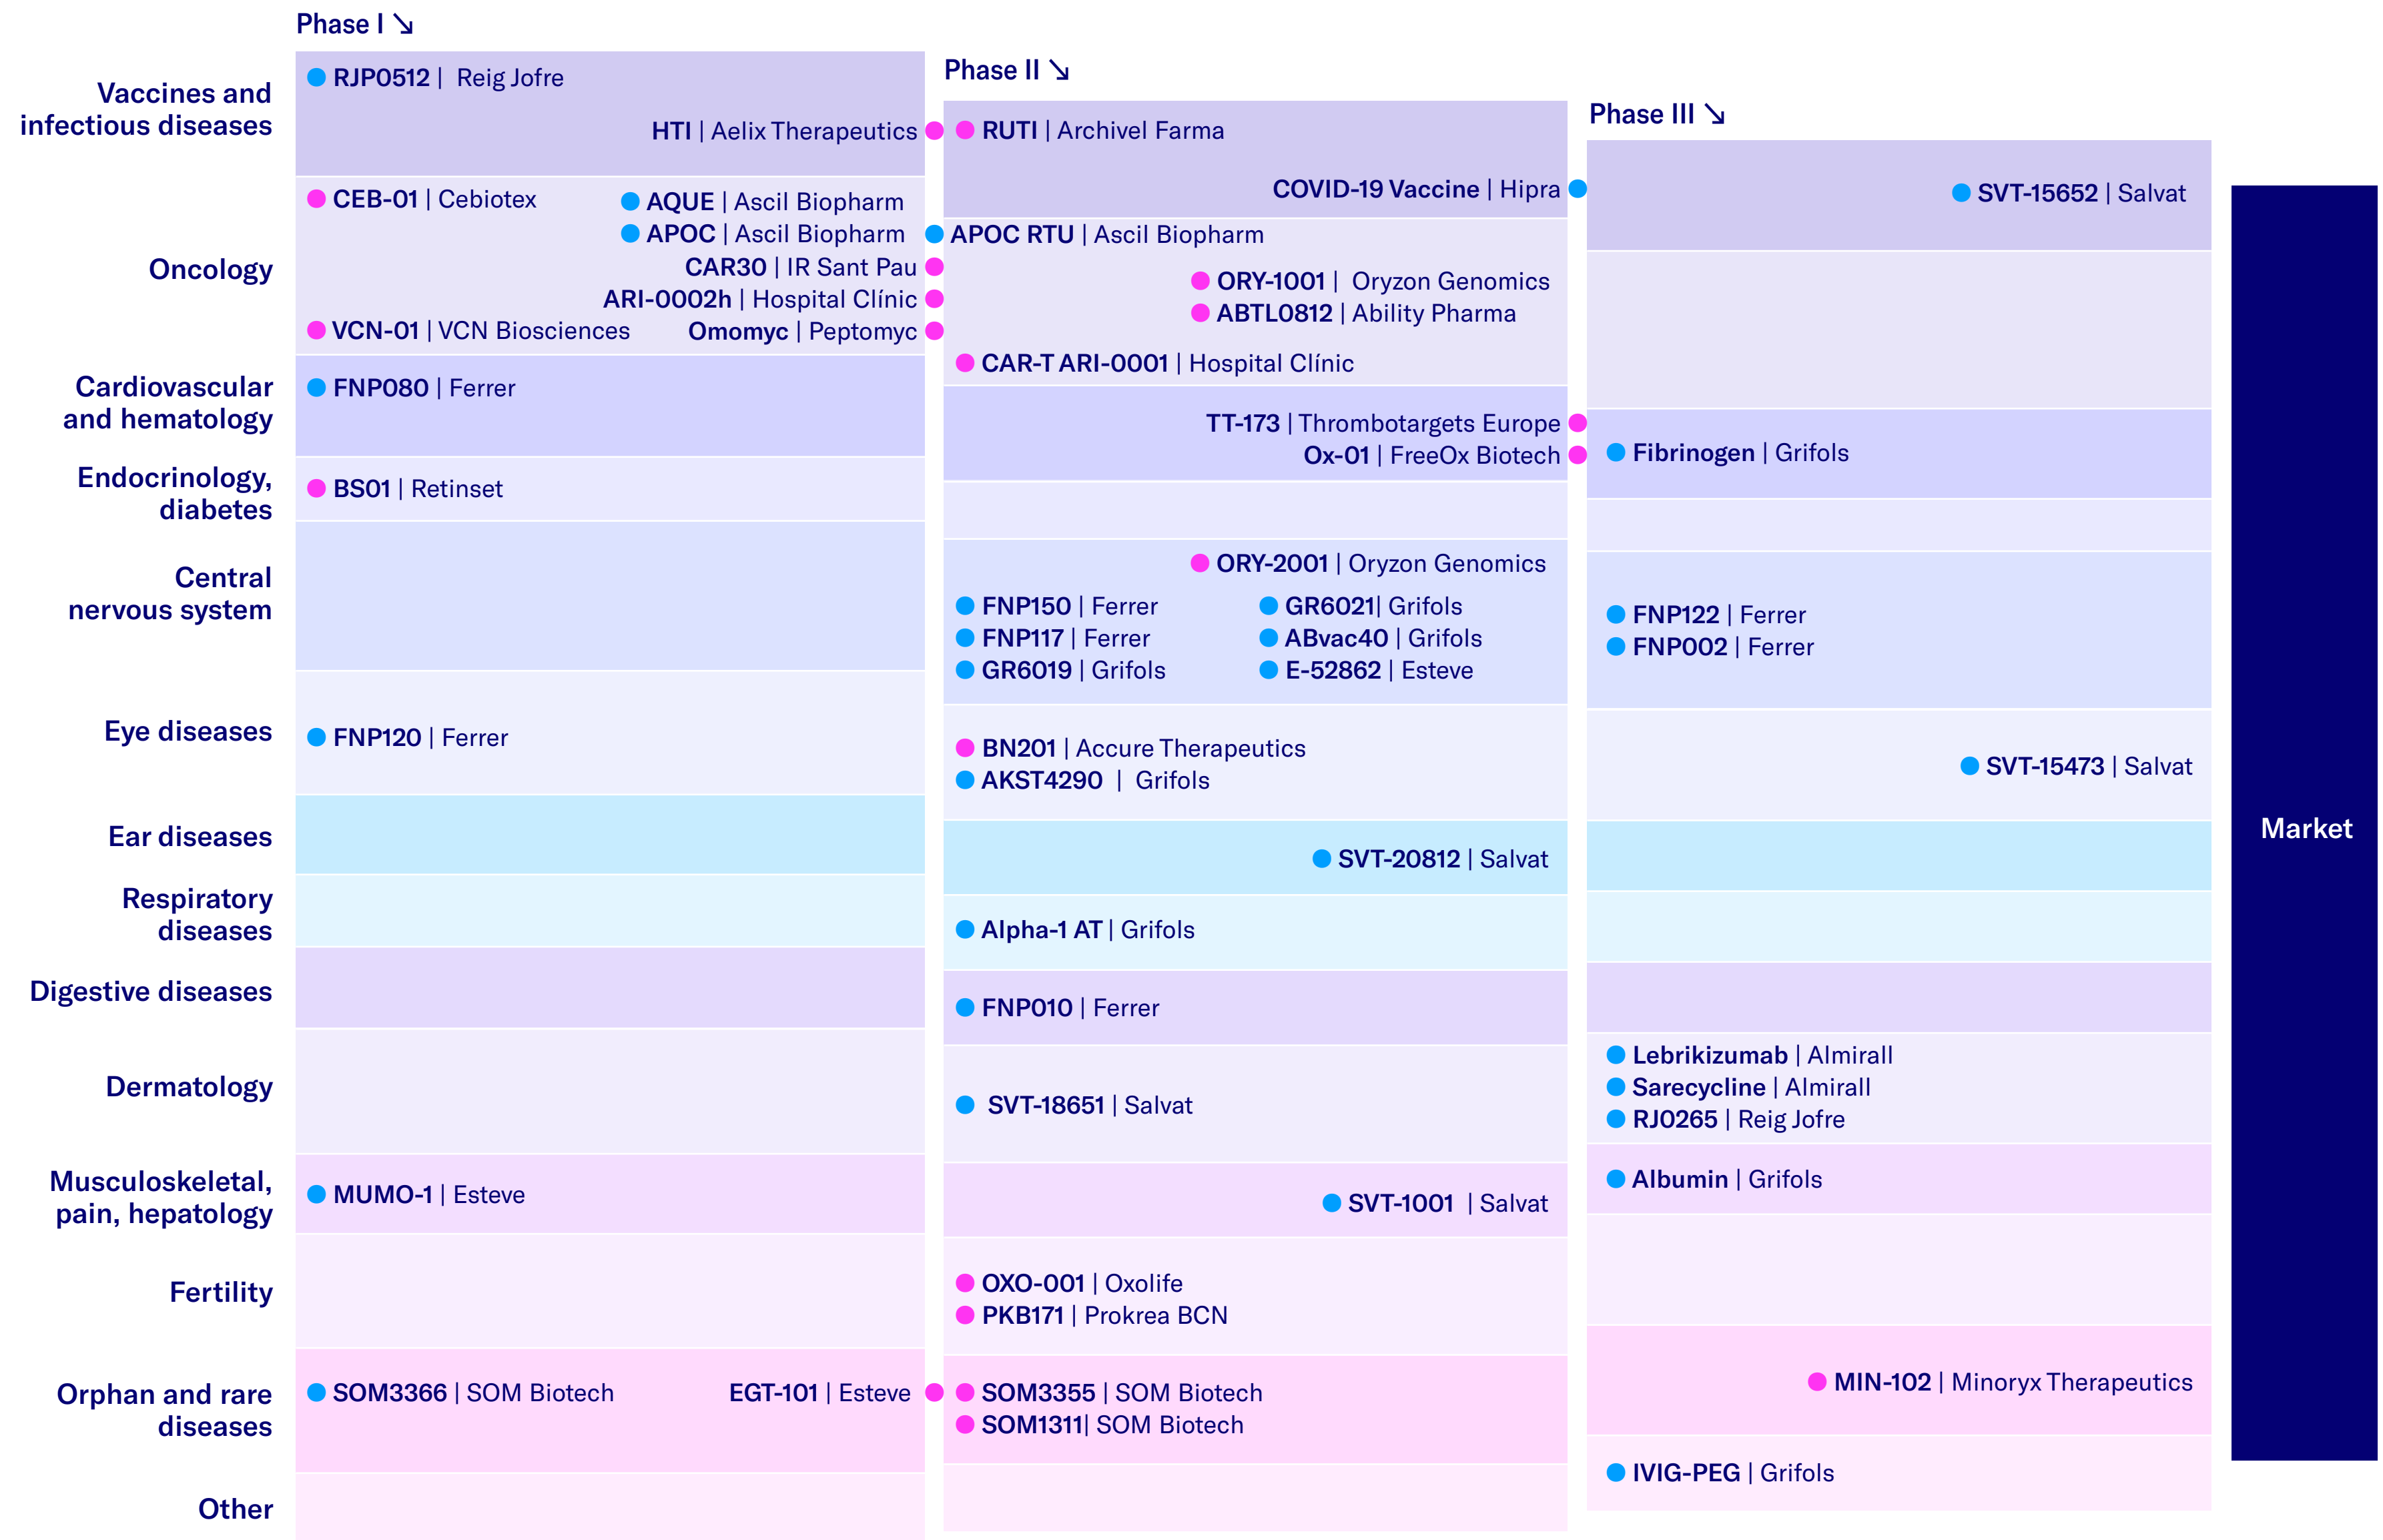 Phase I ↘
Phase II ↘
Phase III ↘
Vaccines and
infectious diseases
RJP0512 | Reig Jofre
HTI | Aelix Therapeutics
RUTI | Archivel Farma
COVID-19 Vaccine | Hipra
SVT-15652 | Salvat
Oncology
CEB-01 | Cebiotex
AQUE | Ascil Biopharm
APOC | Ascil Biopharm
CAR30 | IR Sant Pau
ARI-0002h | Hospital Clínic
VCN-01 | VCN Biosciences
Omomyc | Peptomyc
APOC RTU | Ascil Biopharm
ORY-1001 | Oryzon Genomics
ABTL0812 | Ability Pharma
CAR-T ARI-0001 | Hospital Clínic
Cardiovascular
and hematology
FNP080 | Ferrer
TT-173 | Thrombotargets Europe
Ox-01 | FreeOx Biotech
Fibrinogen | Grifols
Endocrinology,
diabetes
BS01 | Retinset
Central
nervous system
ORY-2001 | Oryzon Genomics
FNP150 | Ferrer
GR6021| Grifols
FNP117 | Ferrer
ABvac40 | Grifols
GR6019 | Grifols
E-52862 | Esteve
FNP122 | Ferrer
FNP002 | Ferrer
Eye diseases
FNP120 | Ferrer
BN201 | Accure Therapeutics
AKST4290 | Grifols
SVT-15473 | Salvat
Ear diseases
SVT-20812 | Salvat
Market
Respiratory
diseases
Alpha-1 AT | Grifols
Digestive diseases
FNP010 | Ferrer
Dermatology
SVT-18651 | Salvat
Lebrikizumab | Almirall
Sarecycline | Almirall
RJ0265 | Reig Jofre
Musculoskeletal,
pain, hepatology
MUMO-1 | Esteve
SVT-1001 | Salvat
Albumin | Grifols
Fertility
OXO-001 | Oxolife
PKB171 | Prokrea BCN
Orphan and rare
diseases
SOM3366 | SOM Biotech
EGT-101 | Esteve
SOM3355 | SOM Biotech
SOM1311| SOM Biotech
MIN-102 | Minoryx Therapeutics
Other
IVIG-PEG | Grifols